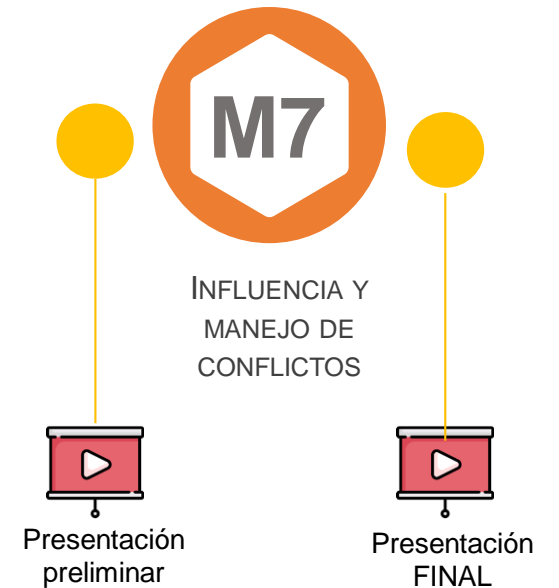 M7
INFLUENCIA Y
MANEJO DE
CONFLICTOS
Presentación
preliminar
Presentación
FINAL